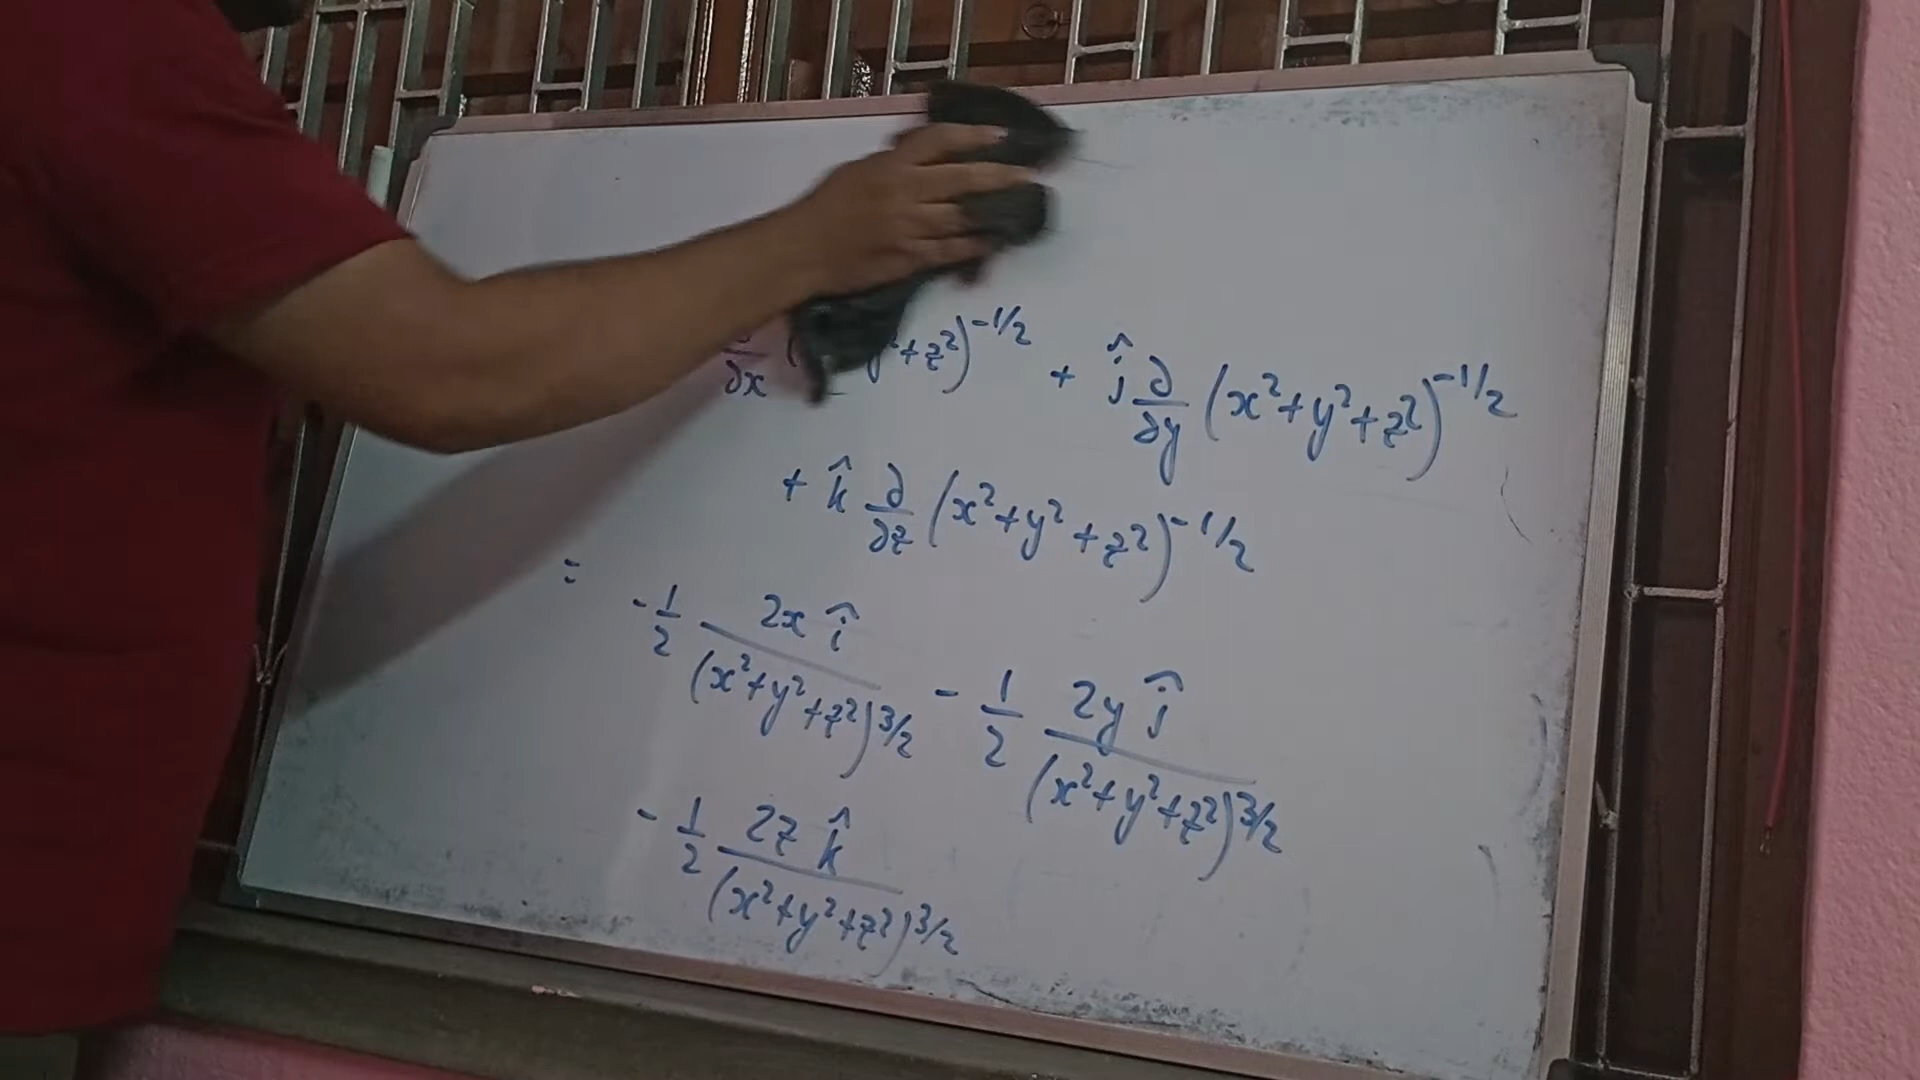 ∂/∂x ( y²+z²)^-1/2 + ĵ ∂/∂y (x²+y²+z²)^-1/2
+ k̂ ∂/∂z (x²+y²+z²)^-1/2
= -1/2 2x î/(x²+y²+z²)^3/2 - 1/2 2y ĵ/(x²+y²+z²)^3/2
- 1/2 2z k̂/(x²+y²+z²)^3/2